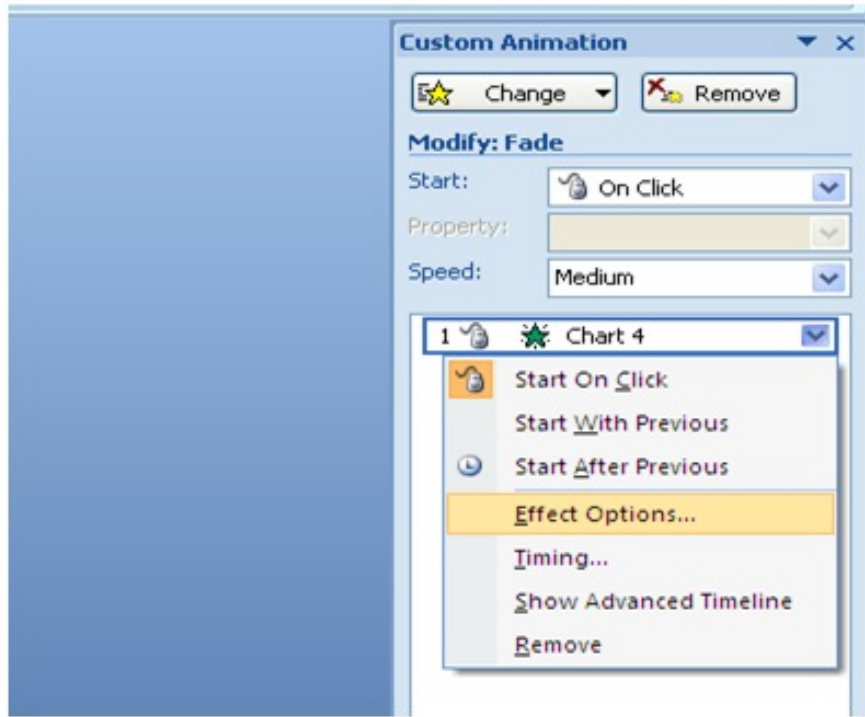 Custom Animation
Change Remove
Modify: Fade
Start: On Click
Property:
Speed: Medium
1 Chart 4
Start On Click
Start With Previous
Start After Previous
Effect Options...
Timing...
Show Advanced Timeline
Remove